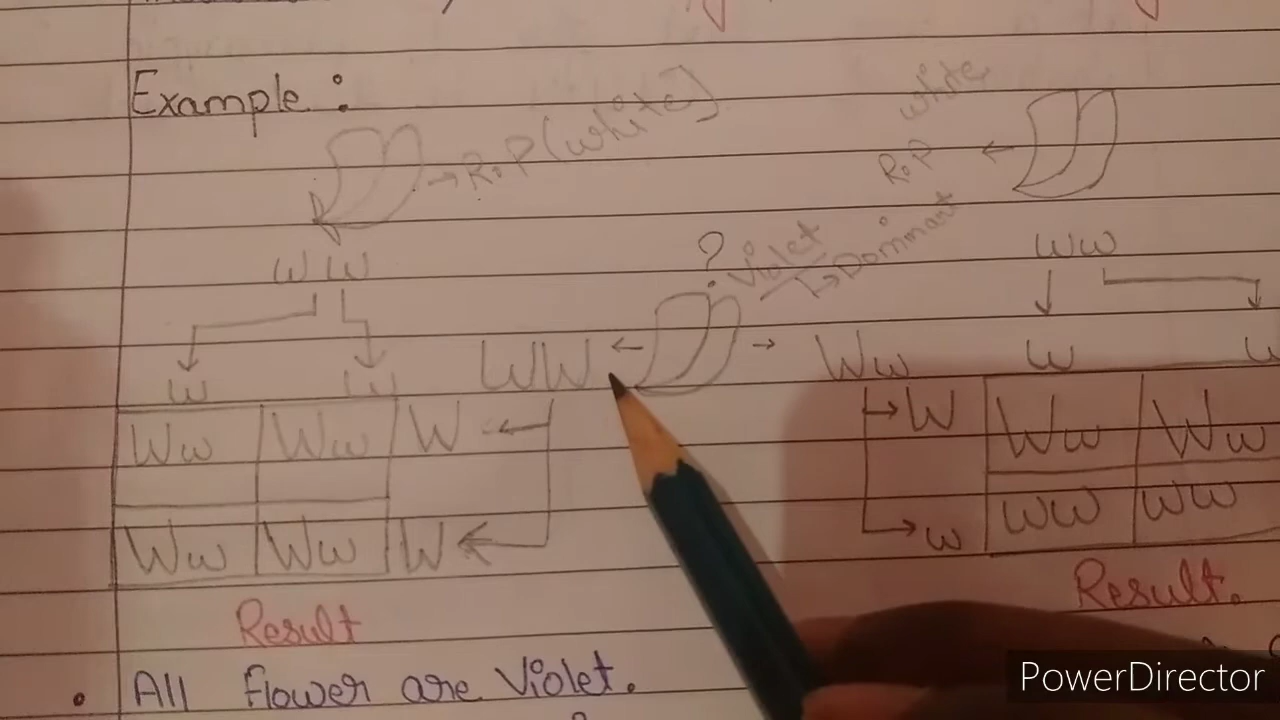 Example :
→ R.P (white)
white
R.P ←
?
Violet
→ Dominant
ww
ww
w w
WW ← → Ww
w
Ww Ww W
→ W Ww Ww
Ww Ww W
→ w ww ww
Result
Result.
• All flower are Violet.
PowerDirector